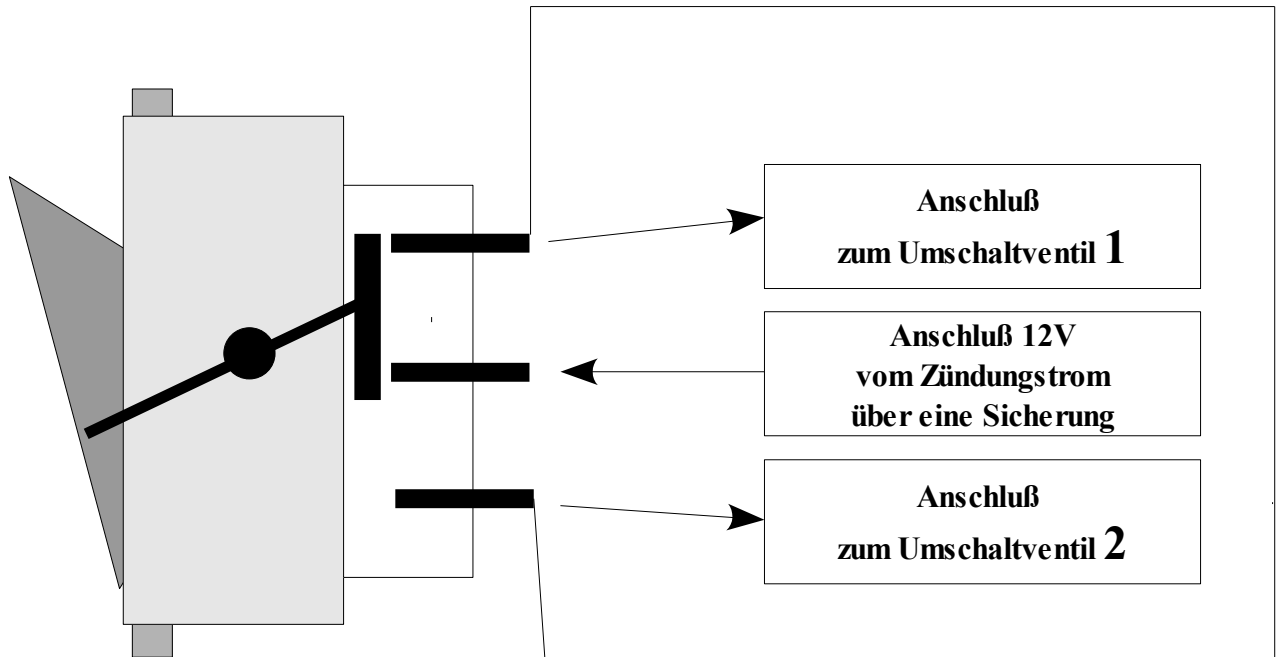 Anschluß
zum Umschaltventil 1
Anschluß 12V
vom Zündungstrom
über eine Sicherung
Anschluß
zum Umschaltventil 2